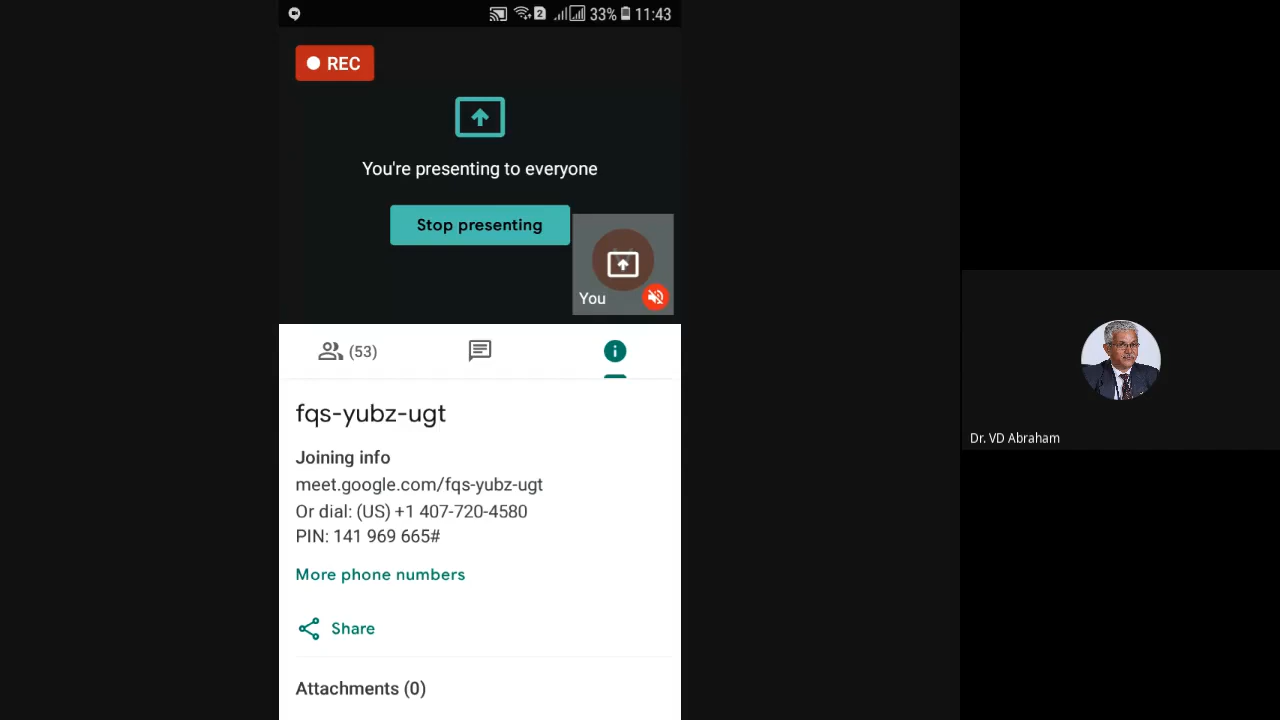 2 33% 11:43
REC
You're presenting to everyone
Stop presenting
You
(53)
fqs-yubz-ugt
Joining info
meet.google.com/fqs-yubz-ugt
Or dial: (US) +1 407-720-4580
PIN: 141 969 665#
More phone numbers
Share
Attachments (0)
Dr. VD Abraham